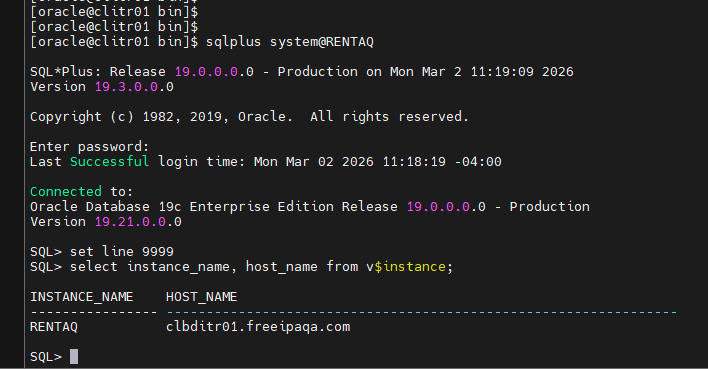 [oracle@clitr01 bin]$
[oracle@clitr01 bin]$
[oracle@clitr01 bin]$
[oracle@clitr01 bin]$ sqlplus system@RENTAQ
SQL*Plus: Release 19.0.0.0.0 - Production on Mon Mar 2 11:19:09 2026
Version 19.3.0.0.0
Copyright (c) 1982, 2019, Oracle.  All rights reserved.
Enter password:
Last Successful login time: Mon Mar 02 2026 11:18:19 -04:00
Connected to:
Oracle Database 19c Enterprise Edition Release 19.0.0.0.0 - Production
Version 19.21.0.0.0
SQL> set line 9999
SQL> select instance_name, host_name from v$instance;
INSTANCE_NAME    HOST_NAME
---------------- ----------------------------------------------------------------
RENTAQ           clbditr01.freeipaqa.com
SQL>